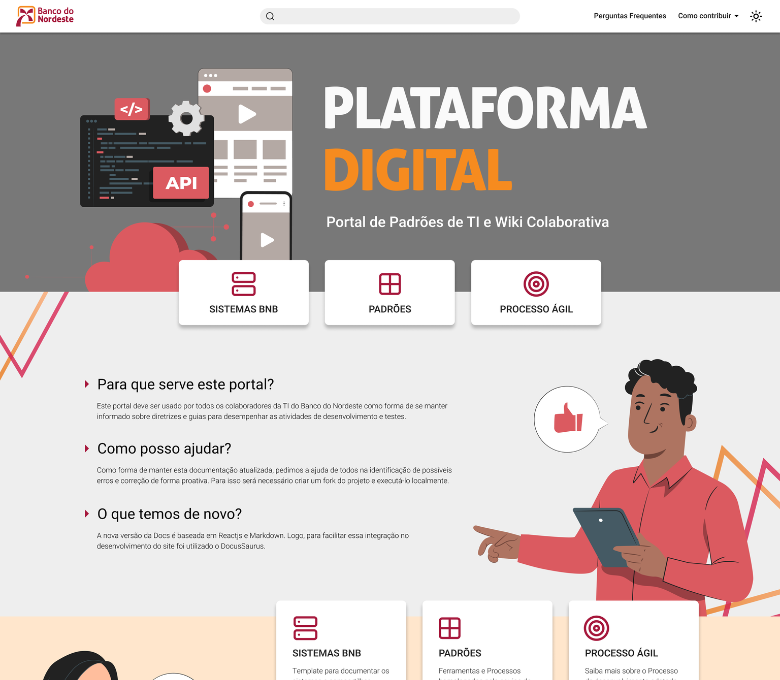 Banco do
Nordeste
Perguntas Frequentes
Como contribuir
</>
API
PLATAFORMA
DIGITAL
Portal de Padrões de TI e Wiki Colaborativa
SISTEMAS BNB
PADRÕES
PROCESSO ÁGIL
Para que serve este portal?
Este portal deve ser usado por todos os colaboradores da TI do Banco do Nordeste como forma de se manter
informado sobre diretrizes e guias para desempenhar as atividades de desenvolvimento e testes.
Como posso ajudar?
Como forma de manter esta documentação atualizada, pedimos a ajuda de todos na identificação de possíveis
erros e correção de forma proativa. Para isso será necessário criar um fork do projeto e executá-lo localmente.
O que temos de novo?
A nova versão da Docs é baseada em Reactjs e Markdown. Logo, para facilitar essa integração no
desenvolvimento do site foi utilizado o DocusSaurus.
SISTEMAS BNB
PADRÕES
PROCESSO ÁGIL
Template para documentar os
Ferramentas e Processos
Saiba mais sobre o Processo